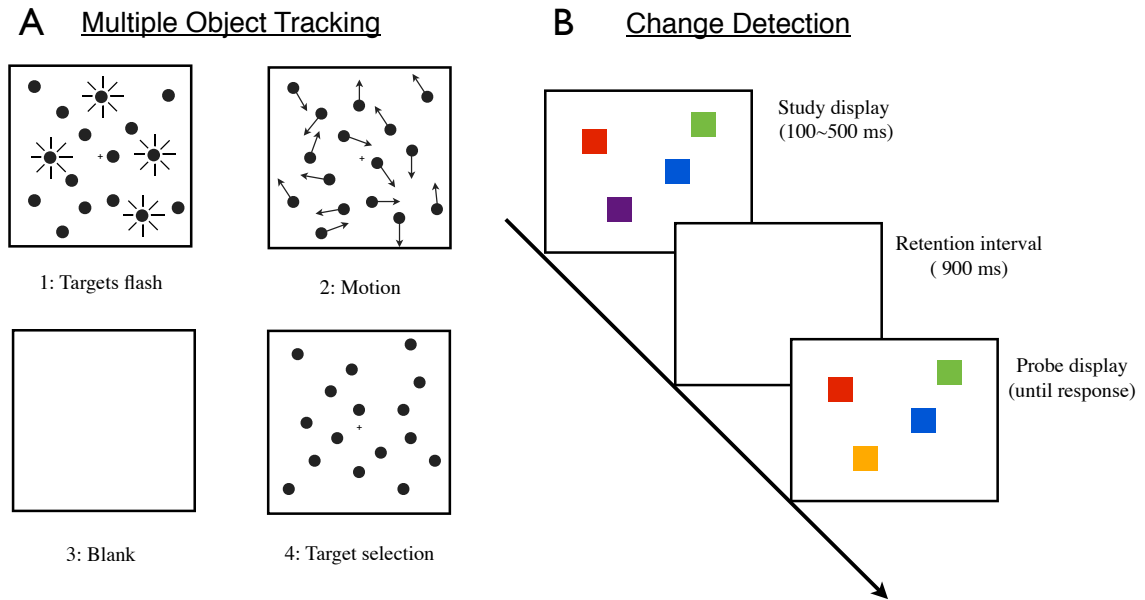 A Multiple Object Tracking
1: Targets flash
2: Motion
3: Blank
4: Target selection
B Change Detection
Study display
(100~500 ms)
Retention interval
( 900 ms)
Probe display
(until response)